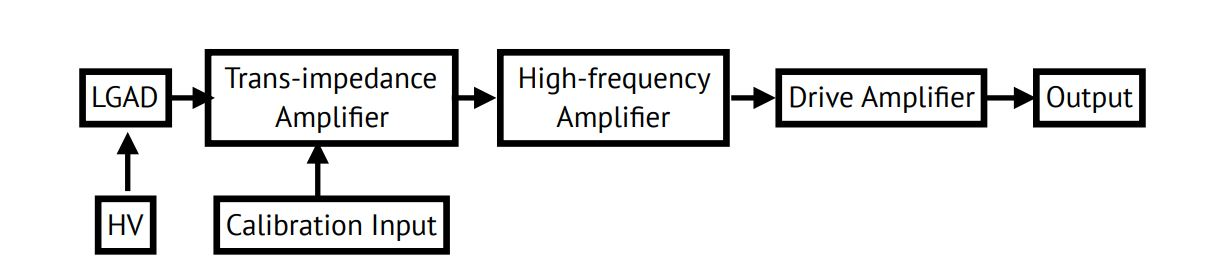 LGAD
Trans-impedance
Amplifier
High-frequency
Amplifier
Drive Amplifier
Output
HV
Calibration Input